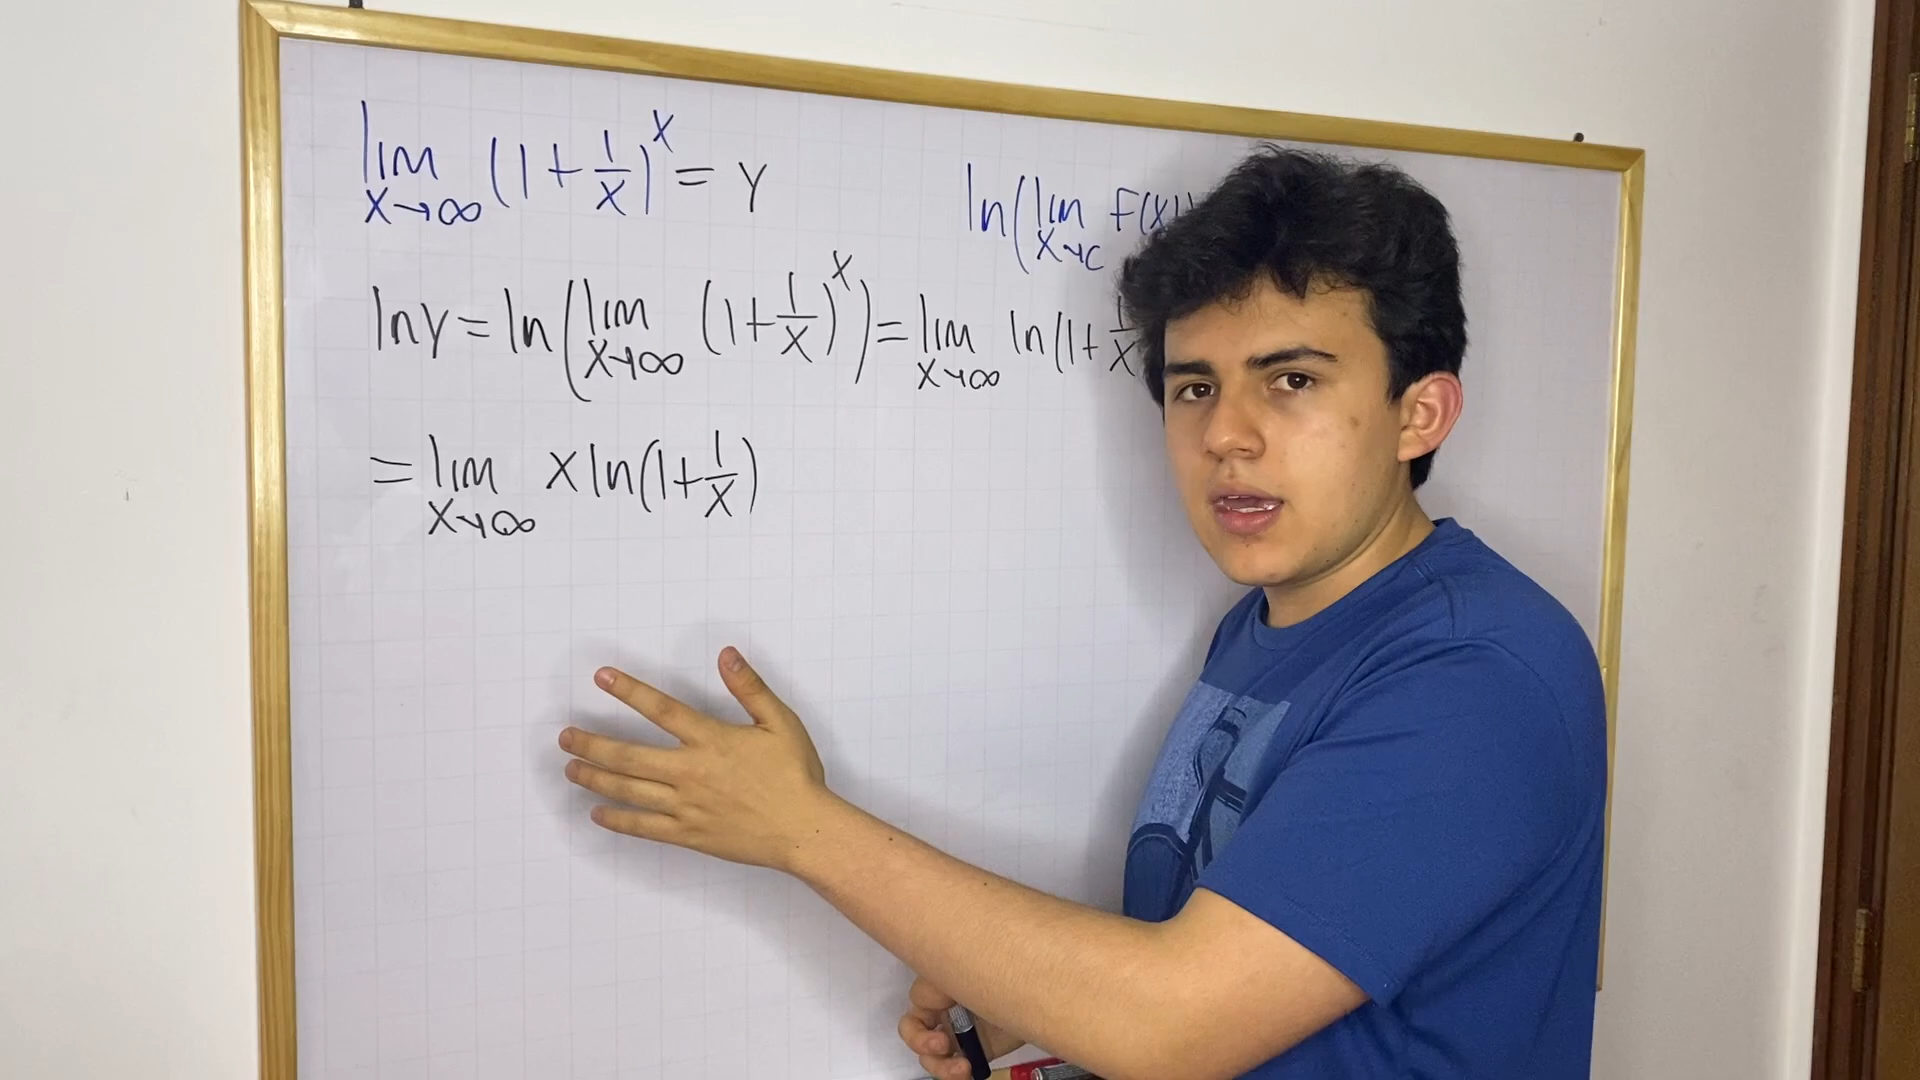 lim x→∞ (1+1/x)^x = y
ln(lim x→c F(x)
lny = ln(lim x→∞ (1+1/x)^x) = lim x→∞ ln(1+1/x
= lim x→∞ x ln(1+1/x)